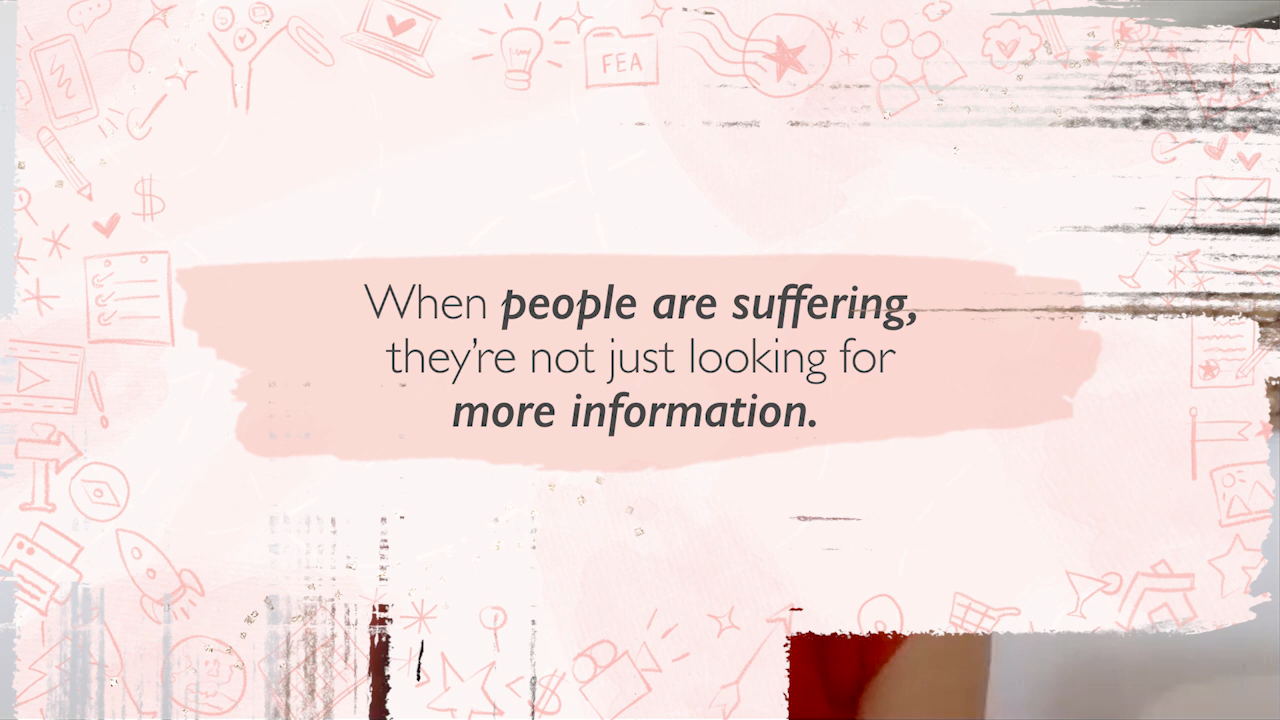 FEA
When people are suffering,
they're not just looking for
more information.